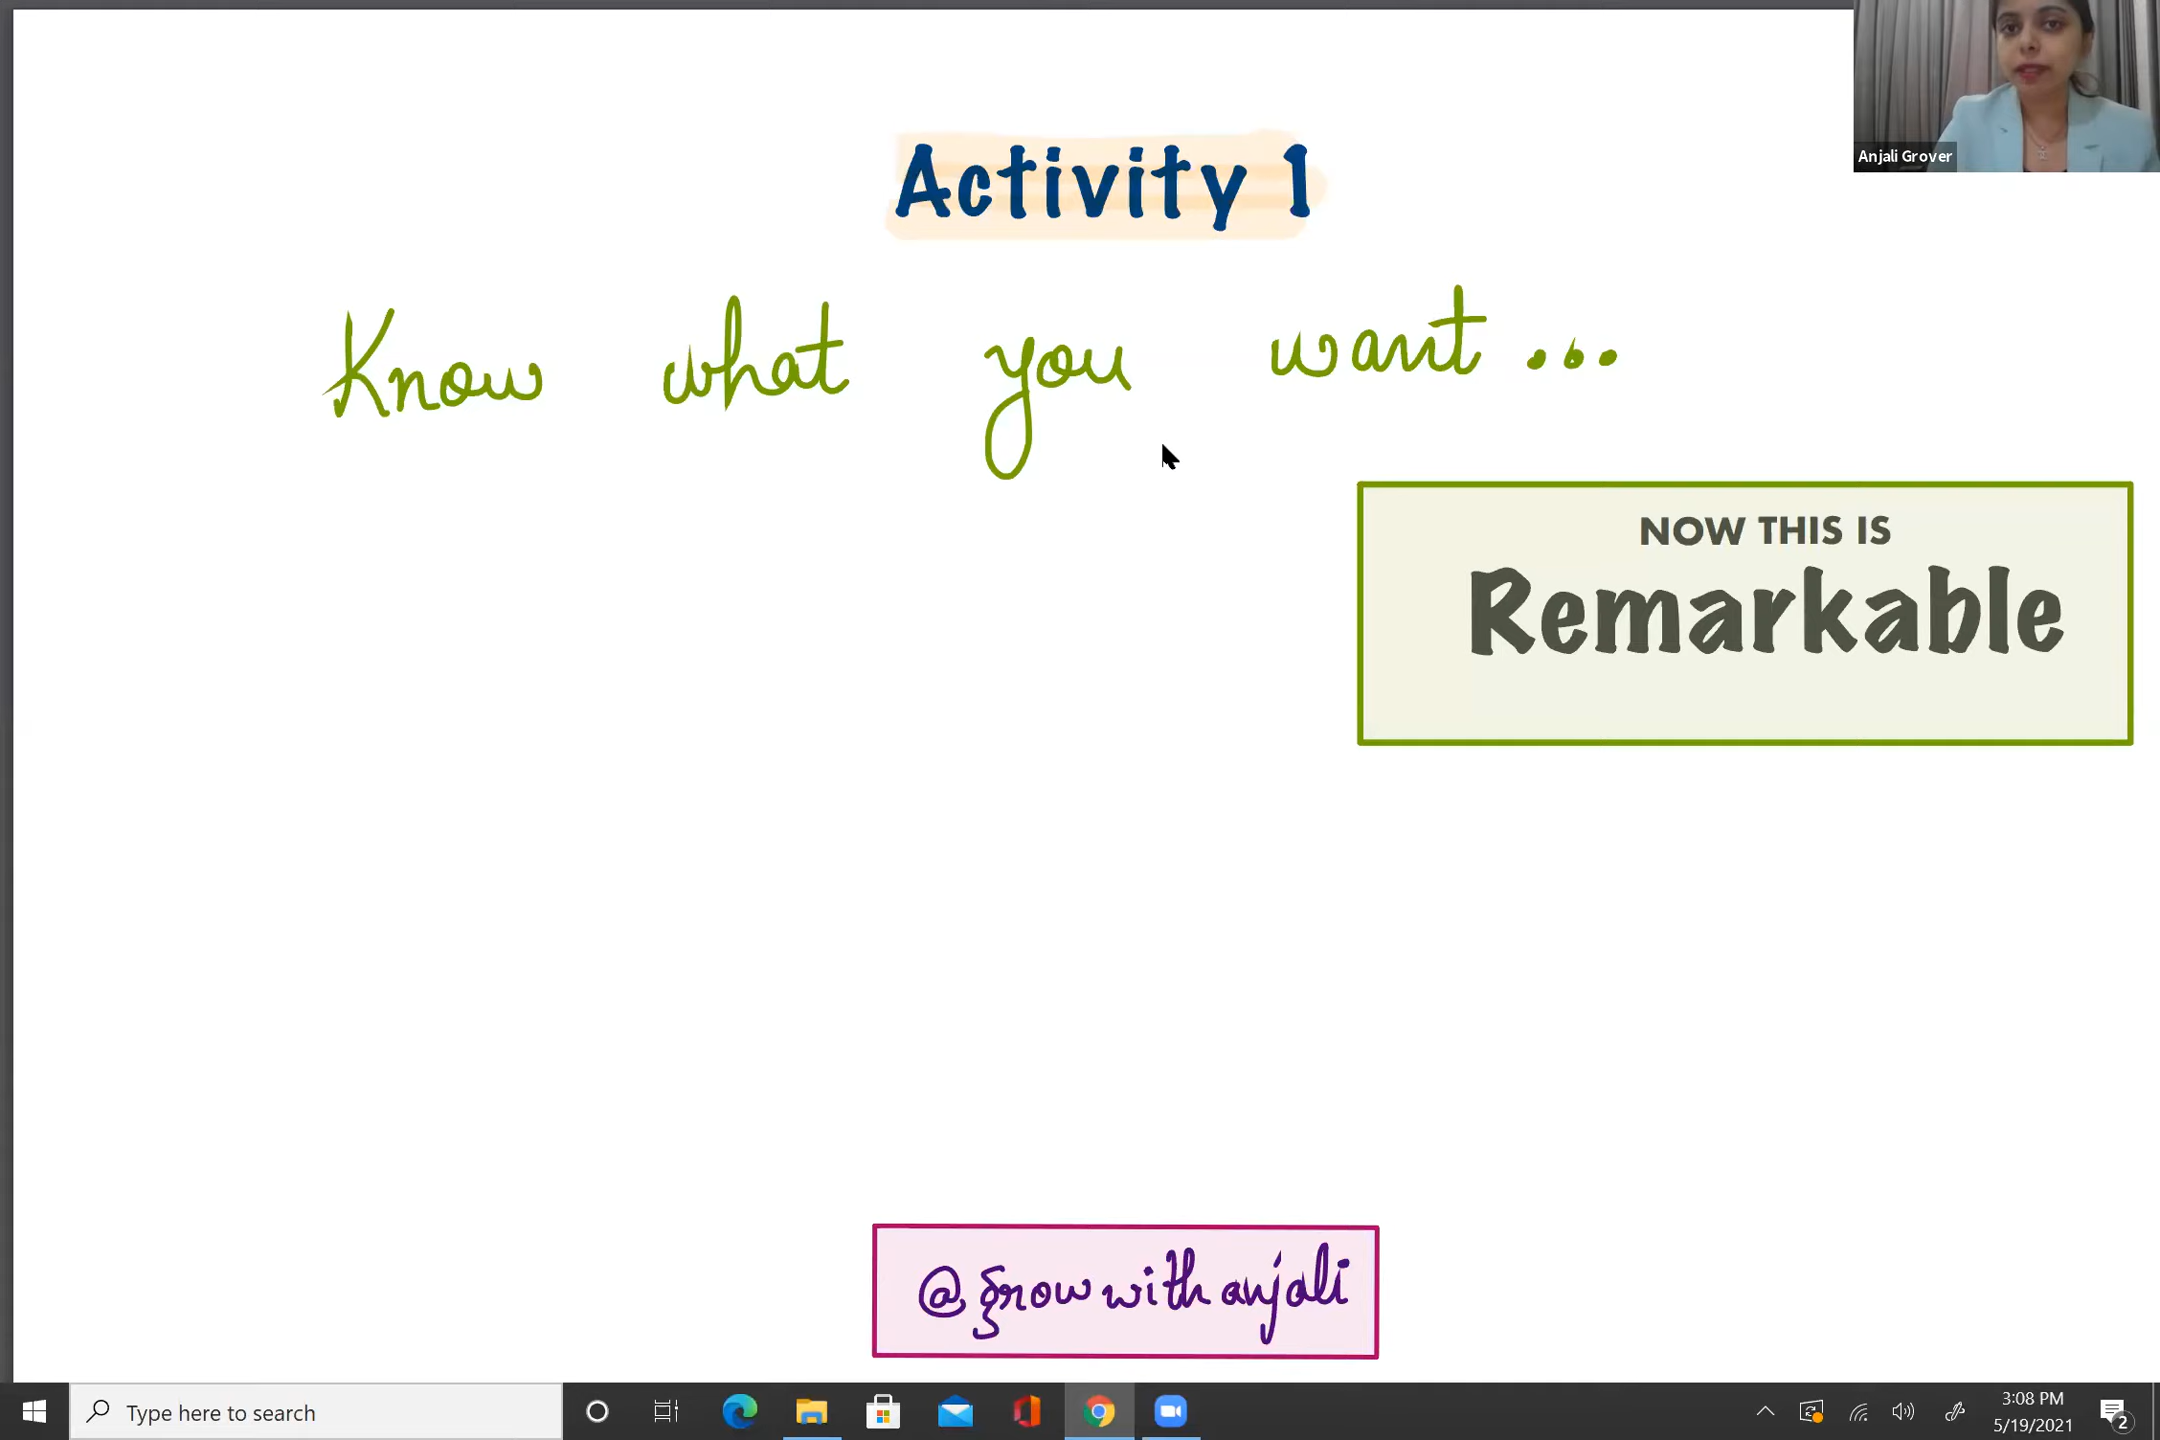 Anjali Grover
Activity 1
Know what you want...
NOW THIS IS
Remarkable
@growwithanjali
Type here to search
3:08 PM
5/19/2021
2